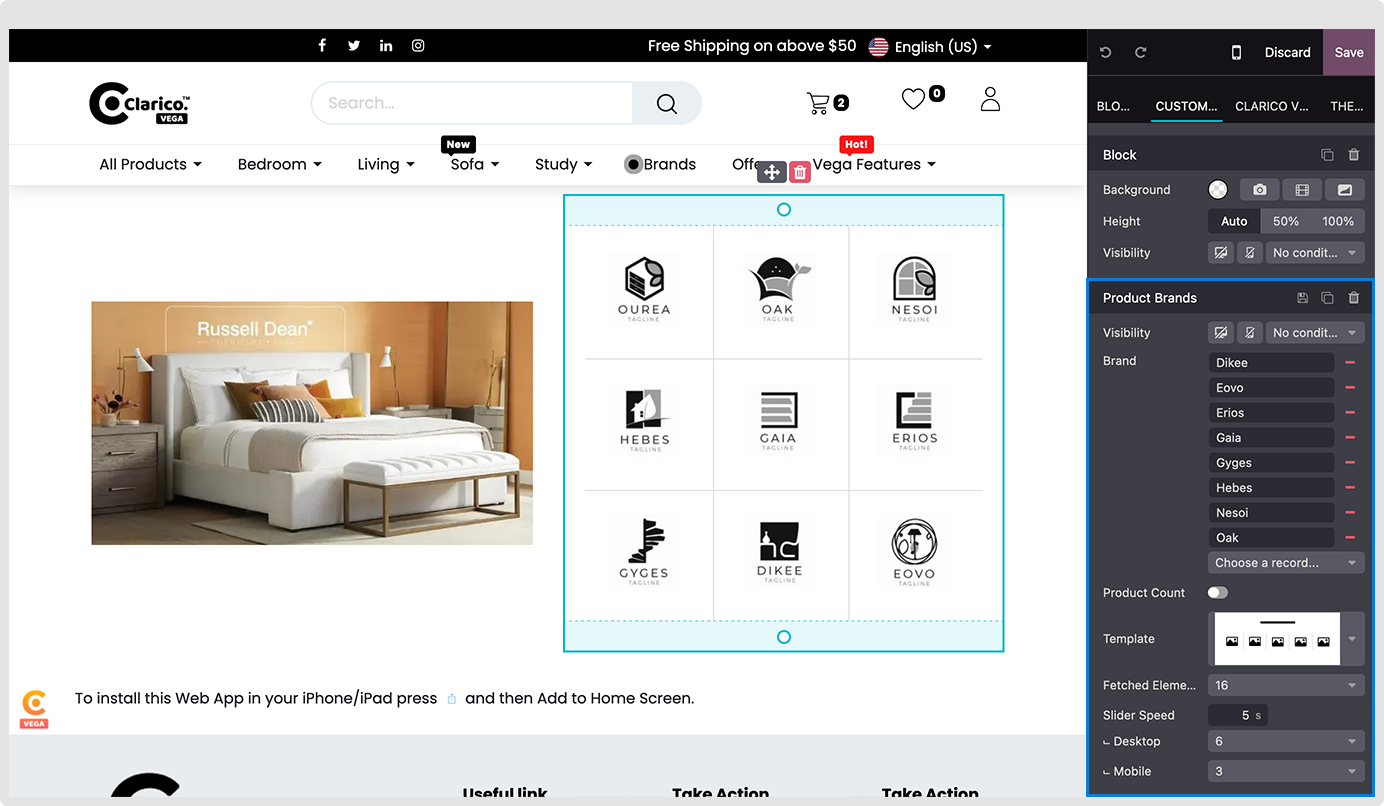 Free Shipping on above $50
English (US)
Discard
Save
Clarico.™
VEGA
Search...
2
0
BLO...
CUSTOM...
CLARICO V...
THE...
New
Hot!
All Products
Bedroom
Living
Sofa
Study
Brands
Offe
Vega Features
Block
Background
Height
Auto
50%
100%
Visibility
No condit...
Russell Dean
OUREA
TAGLINE
OAK
TAGLINE
NESOI
TAGLINE
HEBES
TAGLINE
GAIA
TAGLINE
ERIOS
TAGLINE
GYGES
TAGLINE
DIKEE
TAGLINE
EOVO
TAGLINE
Product Brands
Visibility
No condit...
Brand
Dikee
Eovo
Erios
Gaia
Gyges
Hebes
Nesoi
Oak
Choose a record...
Product Count
Template
Fetched Eleme...
16
Slider Speed
5 s
Desktop
6
Mobile
3
To install this Web App in your iPhone/iPad press and then Add to Home Screen.
VEGA
Useful link
Take Action
Take Action